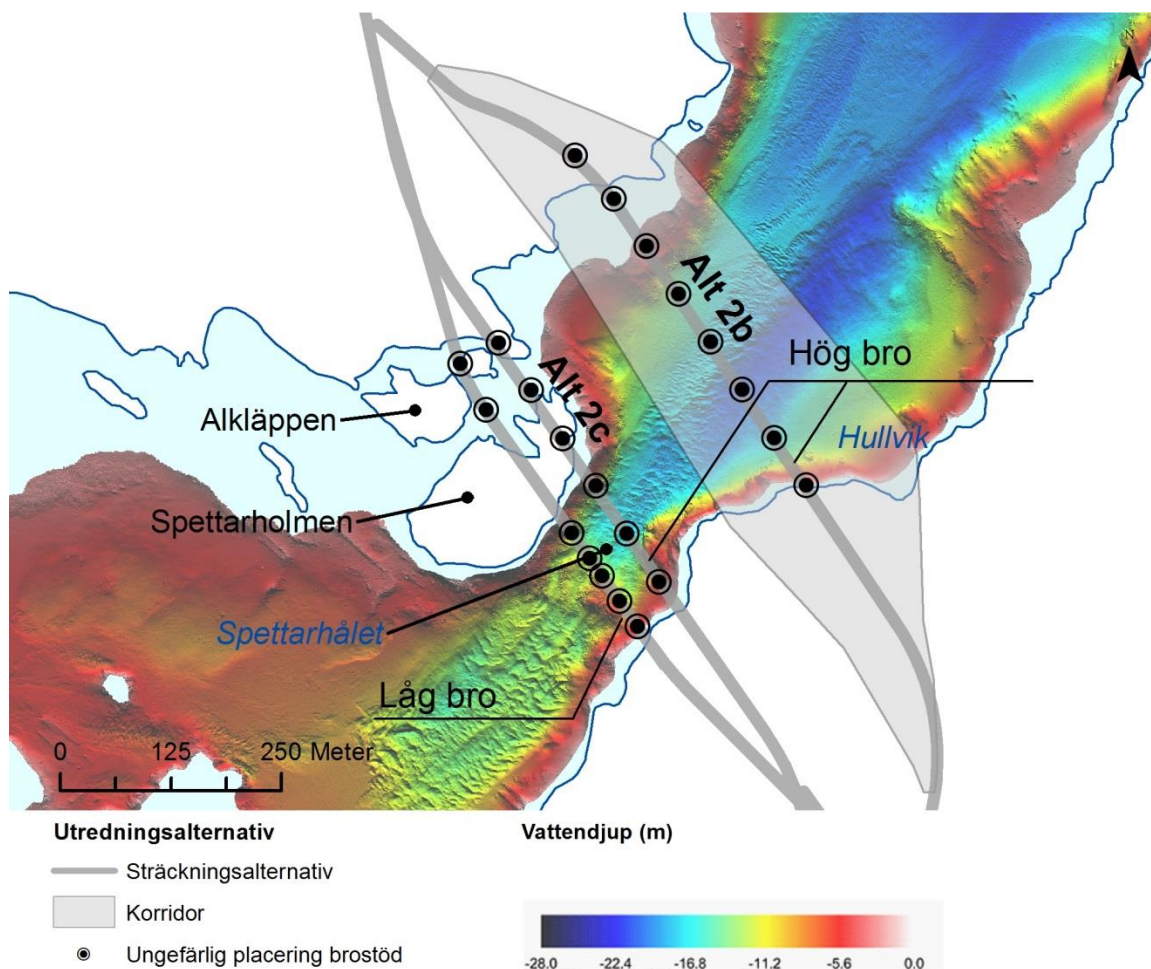 N
Alt 2b
Hög bro
Alt 2c
Alkläppen
Hullvik
Spettarholmen
Spettarhålet
Låg bro
0 125 250 Meter
Utredningsalternativ
Sträckningsalternativ
Korridor
Ungefärlig placering brostöd
Vattendjup (m)
-28.0 -22.4 -16.8 -11.2 -5.6 0.0